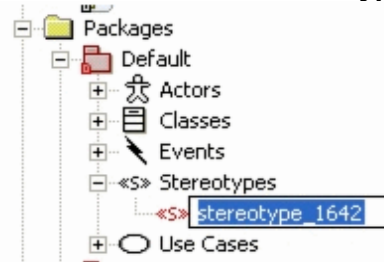 Packages
Default
Actors
Classes
Events
«S» Stereotypes
«S» stereotype_1642
Use Cases